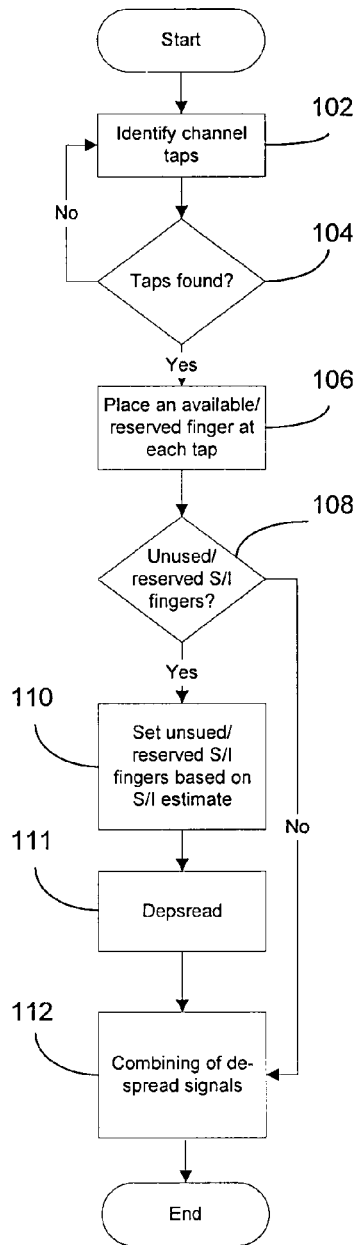 Start
102
Identify channel
taps
No
104
Taps found?
Yes
106
Place an available/
reserved finger at
each tap
108
Unused/
reserved S/I
fingers?
Yes
110
Set unsued/
reserved S/I
fingers based on
S/I estimate
No
111
Depsread
112
Combining of de-
spread signals
End